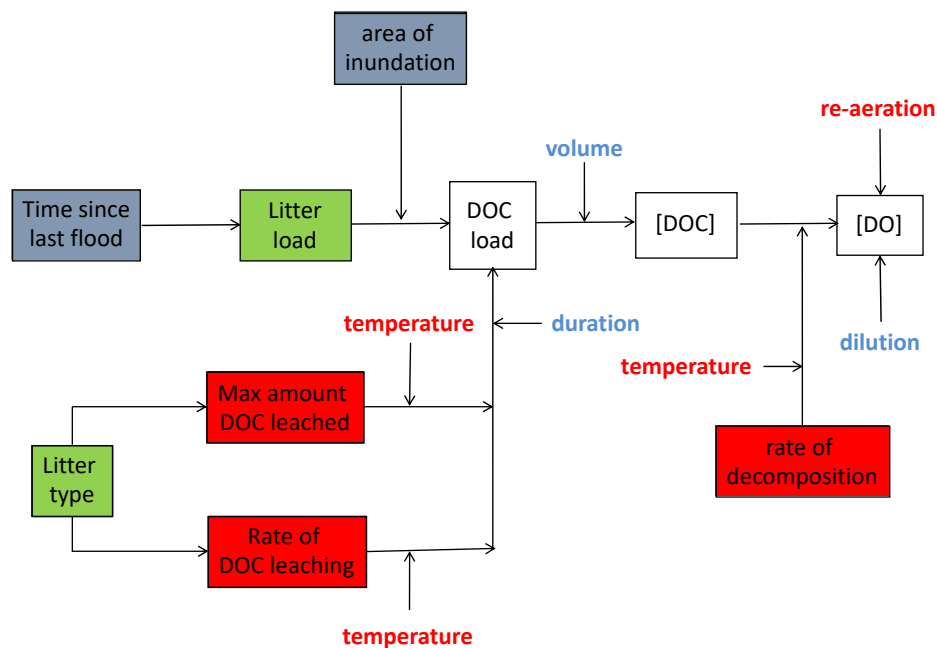 area of
inundation
re-aeration
volume
Time since
last flood
Litter
load
DOC
load
[DOC]
[DO]
temperature
duration
dilution
temperature
Max amount
DOC leached
Litter
type
rate of
decomposition
Rate of
DOC leaching
temperature